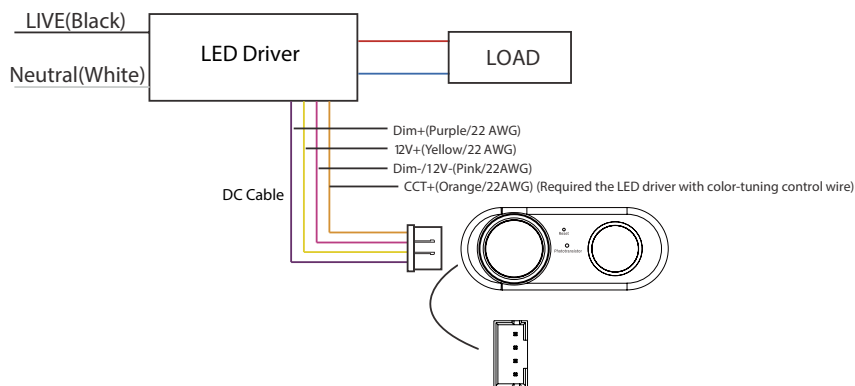 LIVE(Black)
LED Driver
LOAD
Neutral(White)
Dim+(Purple/22 AWG)
12V+(Yellow/22 AWG)
Dim-/12V-(Pink/22AWG)
CCT+(Orange/22AWG) (Required the LED driver with color-tuning control wire)
DC Cable
Reset
Phototransistor